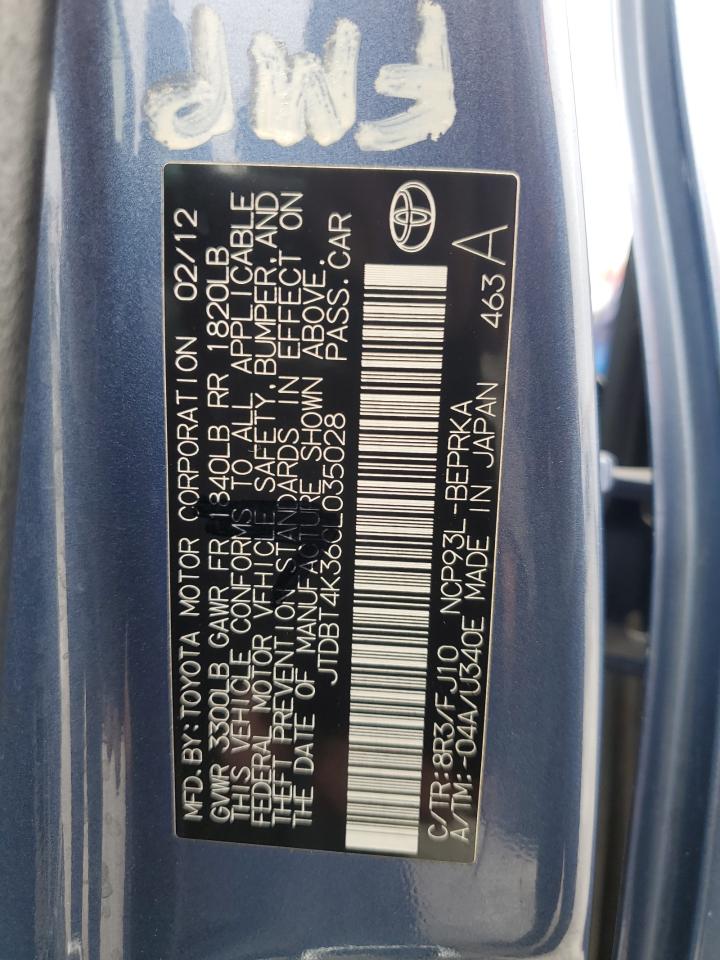 FMP
MFD. BY: TOYOTA MOTOR CORPORATION 02/12
GVWR 3300LB GAWR FR 1840LB RR 1820LB
THIS VEHICLE CONFORMS TO ALL APPLICABLE
FEDERAL MOTOR VEHICLE SAFETY, BUMPER, AND
THEFT PREVENTION STANDARDS IN EFFECT ON
THE DATE OF MANUFACTURE SHOWN ABOVE.
JTDBT4K36CL035028 PASS. CAR
C/TR: 8R3/FJ10 NCP93L-BEPRKA
A/TM: -04A/U340E MADE IN JAPAN 463 A